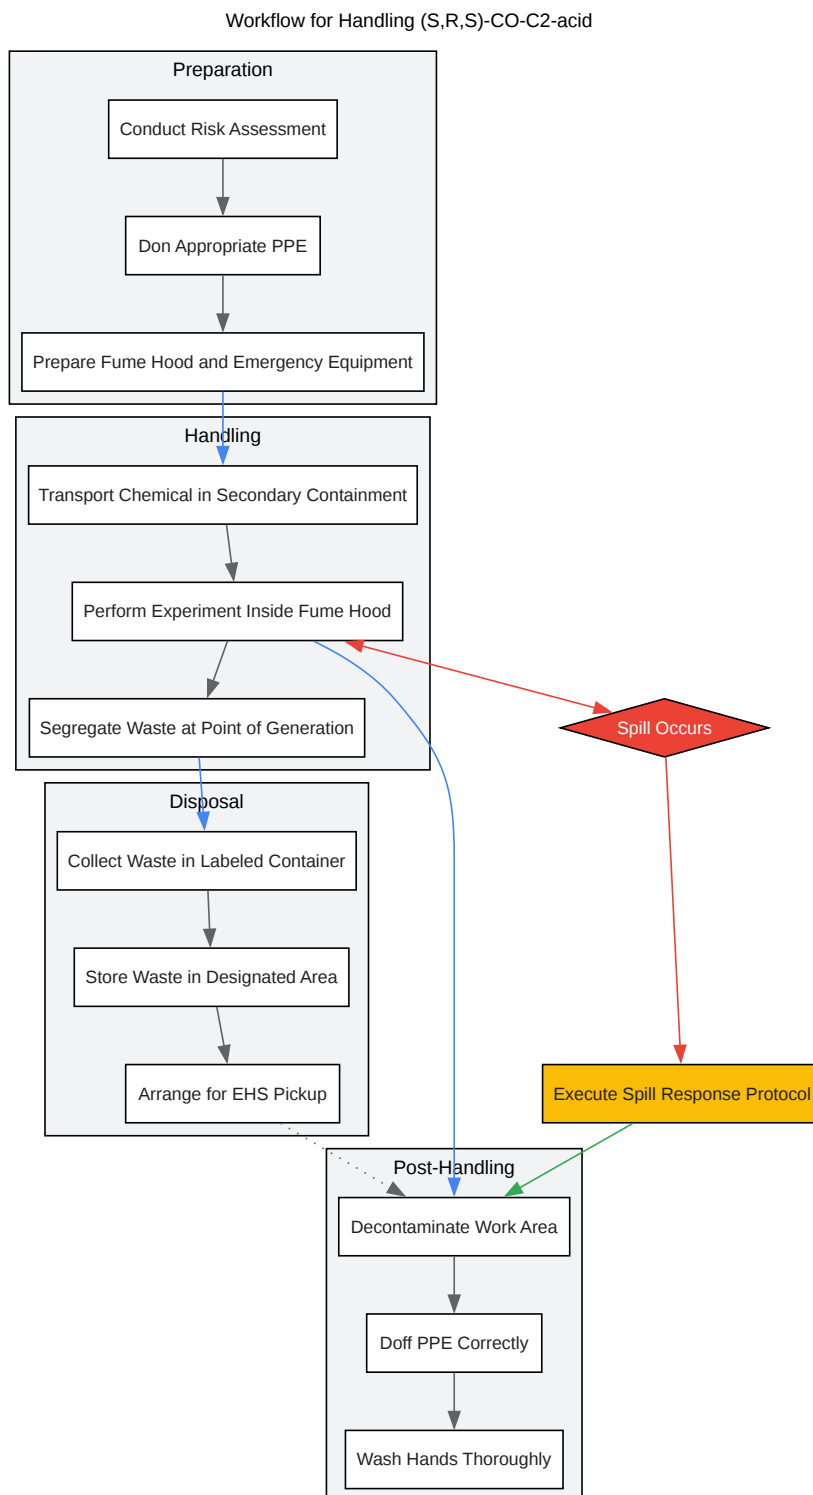 Workflow for Handling (S,R,S)-CO-C2-acid
Preparation
Conduct Risk Assessment
Don Appropriate PPE
Prepare Fume Hood and Emergency Equipment
Handling
Transport Chemical in Secondary Containment
Perform Experiment Inside Fume Hood
Segregate Waste at Point of Generation
Spill Occurs
Disposal
Collect Waste in Labeled Container
Store Waste in Designated Area
Arrange for EHS Pickup
Execute Spill Response Protocol
Post-Handling
Decontaminate Work Area
Doff PPE Correctly
Wash Hands Thoroughly